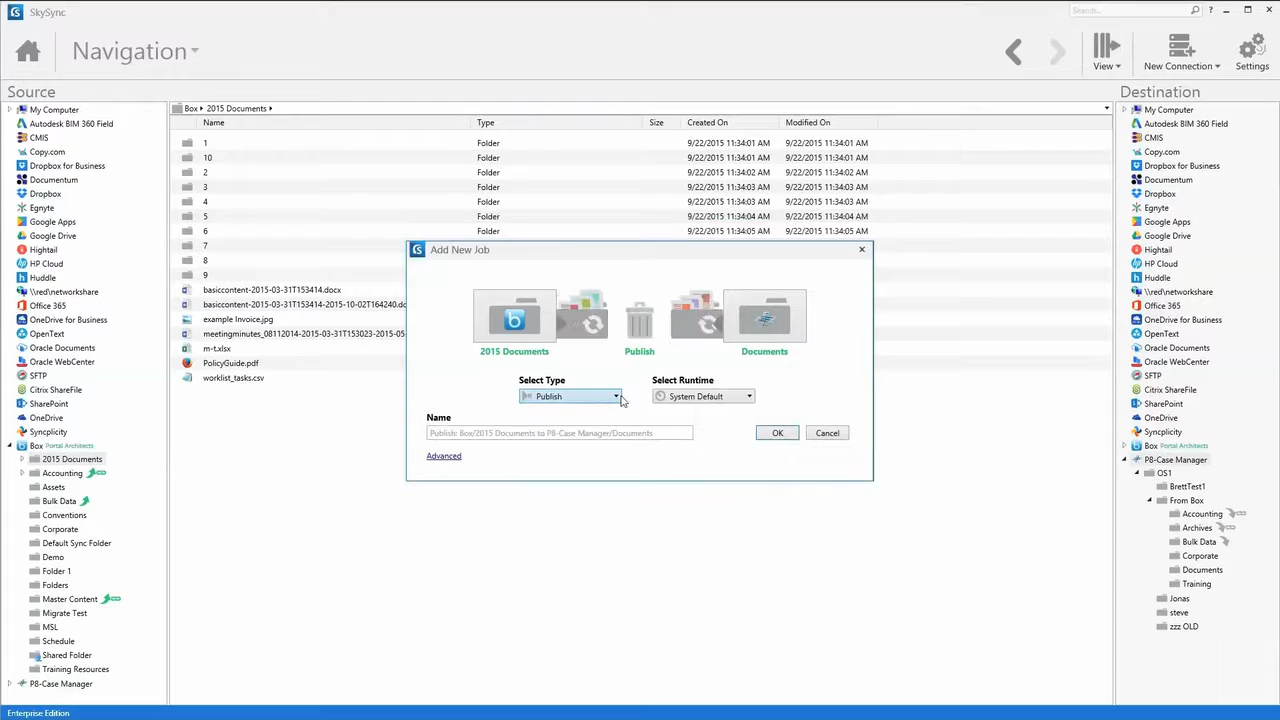 SkySync
Search...
?
Navigation
View
New Connection
Settings
Source
My Computer
Autodesk BIM 360 Field
CMIS
Copy.com
Dropbox for Business
Documentum
Dropbox
Egnyte
Google Apps
Google Drive
Hightail
HP Cloud
Huddle
\\red\networkshare
Office 365
OneDrive for Business
OpenText
Oracle Documents
Oracle WebCenter
SFTP
Citrix ShareFile
SharePoint
OneDrive
Syncplicity
Box Portal Architects
2015 Documents
Accounting
Assets
Bulk Data
Conventions
Corporate
Default Sync Folder
Demo
Folder 1
Folders
Master Content
Migrate Test
MSL
Schedule
Shared Folder
Training Resources
P8-Case Manager
Box 2015 Documents
Name Type Size Created On Modified On
1 Folder 9/22/2015 11:34:01 AM 9/22/2015 11:34:01 AM
10 Folder 9/22/2015 11:34:01 AM 9/22/2015 11:34:01 AM
2 Folder 9/22/2015 11:34:02 AM 9/22/2015 11:34:02 AM
3 Folder 9/22/2015 11:34:03 AM 9/22/2015 11:34:03 AM
4 Folder 9/22/2015 11:34:03 AM 9/22/2015 11:34:03 AM
5 Folder 9/22/2015 11:34:04 AM 9/22/2015 11:34:04 AM
6 Folder 9/22/2015 11:34:05 AM 9/22/2015 11:34:05 AM
7
8
9
basiccontent-2015-03-31T153414.docx
basiccontent-2015-03-31T153414-2015-10-02T164240.do
example Invoice.jpg
meetingminutes_08112014-2015-03-31T153023-2015-05-
m-t.xlsx
PolicyGuide.pdf
worklist_tasks.csv
Add New Job
2015 Documents
Publish
Documents
Select Type
Select Runtime
Publish
System Default
Name
Publish: Box/2015 Documents to P8-Case Manager/Documents
OK
Cancel
Advanced
Destination
My Computer
Autodesk BIM 360 Field
CMIS
Copy.com
Dropbox for Business
Documentum
Dropbox
Egnyte
Google Apps
Google Drive
Hightail
HP Cloud
Huddle
\\red\networkshare
Office 365
OneDrive for Business
OpenText
Oracle Documents
Oracle WebCenter
SFTP
Citrix ShareFile
SharePoint
OneDrive
Syncplicity
Box Portal Architects
P8-Case Manager
OS1
BrettTest1
From Box
Accounting
Archives
Bulk Data
Corporate
Documents
Training
Jonas
steve
zzz OLD
Enterprise Edition